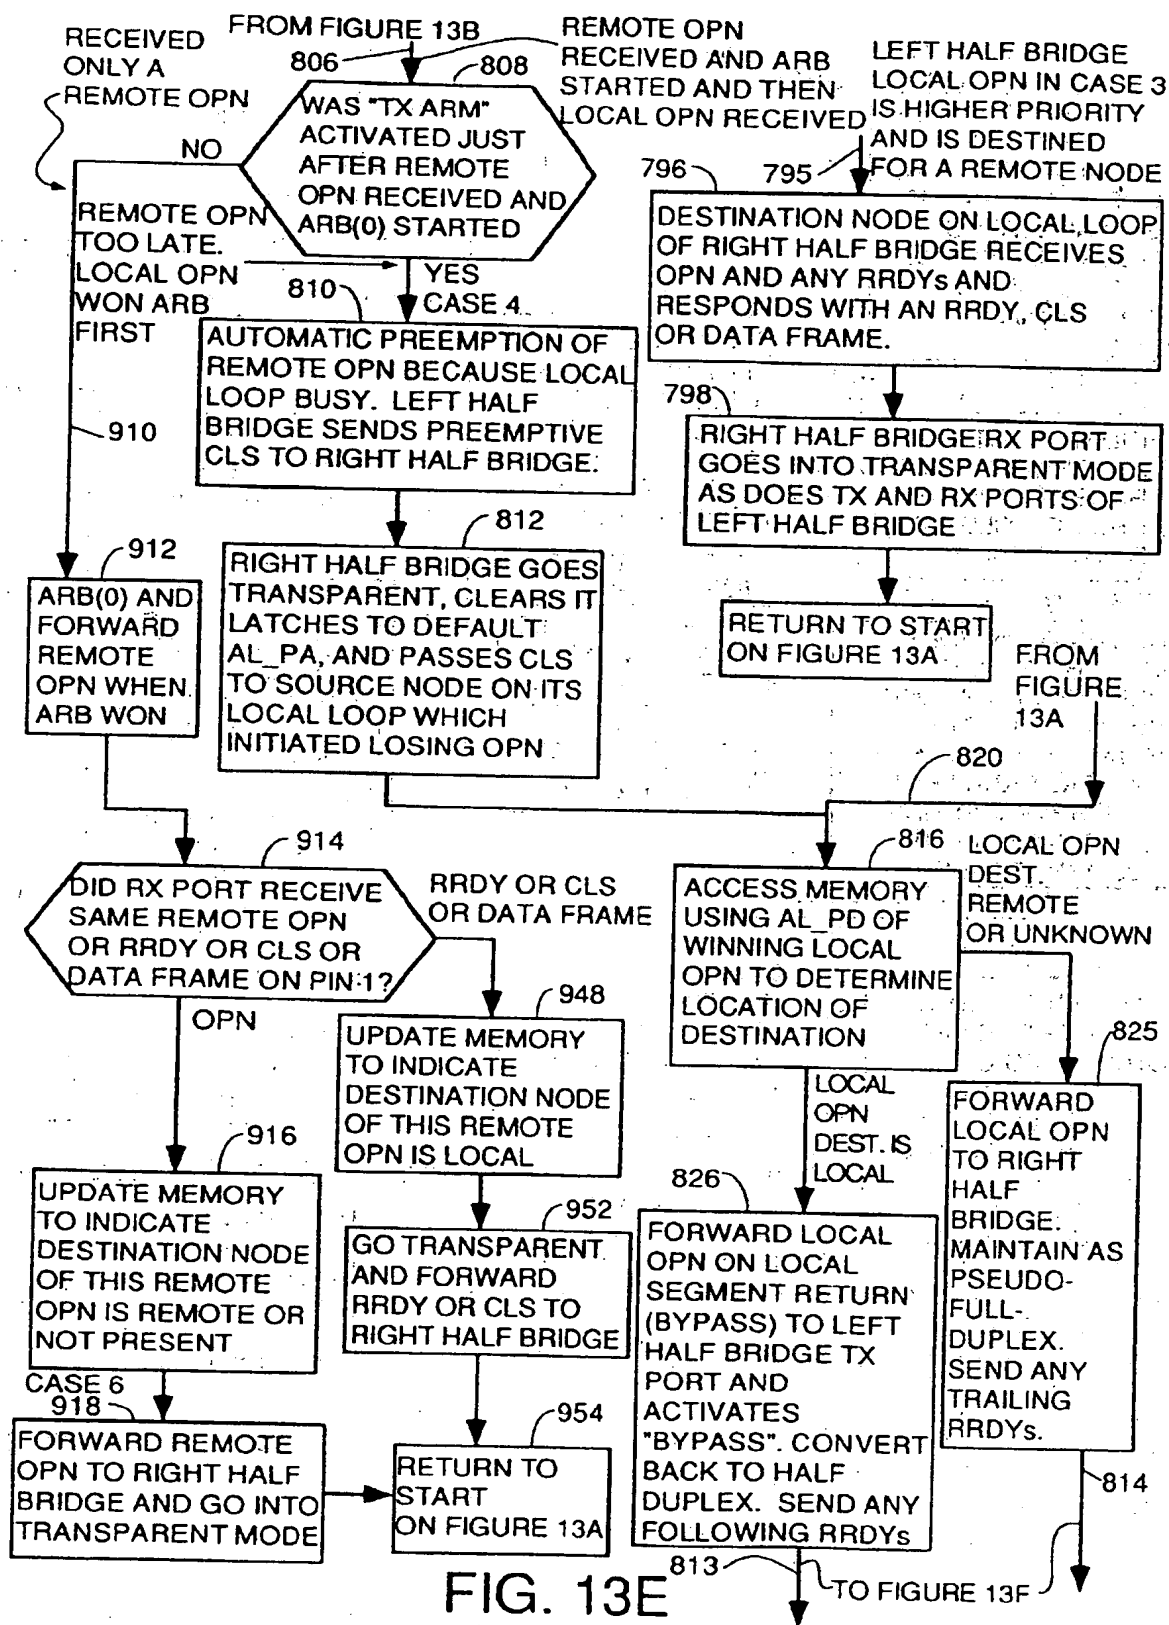 FROM FIGURE 13B
806
808
RECEIVED
ONLY A
REMOTE OPN
REMOTE OPN
RECEIVED AND ARB
STARTED AND THEN
LOCAL OPN RECEIVED
WAS "TX ARM"
ACTIVATED JUST
AFTER REMOTE
OPN RECEIVED AND
ARB(0) STARTED
NO
REMOTE OPN
TOO LATE.
LOCAL OPN
WON ARB
FIRST
YES
CASE 4
810
AUTOMATIC PREEMPTION OF
REMOTE OPN BECAUSE LOCAL
LOOP BUSY. LEFT HALF
BRIDGE SENDS PREEMPTIVE
CLS TO RIGHT HALF BRIDGE.
910
812
RIGHT HALF BRIDGE GOES
TRANSPARENT, CLEARS IT
LATCHES TO DEFAULT
AL_PA, AND PASSES CLS
TO SOURCE NODE ON ITS
LOCAL LOOP WHICH
INITIATED LOSING OPN
LEFT HALF BRIDGE
LOCAL OPN IN CASE 3
IS HIGHER PRIORITY
AND IS DESTINED
FOR A REMOTE NODE
795
796
DESTINATION NODE ON LOCAL LOOP
OF RIGHT HALF BRIDGE RECEIVES
OPN AND ANY RRDYs AND
RESPONDS WITH AN RRDY, CLS
OR DATA FRAME.
798
RIGHT HALF BRIDGE RX PORT
GOES INTO TRANSPARENT MODE
AS DOES TX AND RX PORTS OF
LEFT HALF BRIDGE
RETURN TO START
ON FIGURE 13A
FROM
FIGURE
13A
820
912
ARB(0) AND
FORWARD
REMOTE
OPN WHEN
ARB WON
914
DID RX PORT RECEIVE
SAME REMOTE OPN
OR RRDY OR CLS OR
DATA FRAME ON PIN 1?
RRDY OR CLS
OR DATA FRAME
OPN
948
UPDATE MEMORY
TO INDICATE
DESTINATION NODE
OF THIS REMOTE
OPN IS LOCAL
916
UPDATE MEMORY
TO INDICATE
DESTINATION NODE
OF THIS REMOTE
OPN IS REMOTE OR
NOT PRESENT
952
GO TRANSPARENT
AND FORWARD
RRDY OR CLS TO
RIGHT HALF BRIDGE
CASE 6
918
FORWARD REMOTE
OPN TO RIGHT HALF
BRIDGE AND GO INTO
TRANSPARENT MODE
954
RETURN TO
START
ON FIGURE 13A
816
ACCESS MEMORY
USING AL_PD OF
WINNING LOCAL
OPN TO DETERMINE
LOCATION OF
DESTINATION
LOCAL OPN
DEST.
REMOTE
OR UNKNOWN
LOCAL
OPN
DEST. IS
LOCAL
825
FORWARD
LOCAL OPN
TO RIGHT
HALF
BRIDGE.
MAINTAIN AS
PSEUDO-
FULL-
DUPLEX.
SEND ANY
TRAILING
RRDYs.
826
FORWARD LOCAL
OPN ON LOCAL
SEGMENT RETURN
(BYPASS) TO LEFT
HALF BRIDGE TX
PORT AND
ACTIVATES
"BYPASS". CONVERT
BACK TO HALF
DUPLEX. SEND ANY
FOLLOWING RRDYs
814
813
TO FIGURE 13F
FIG. 13E